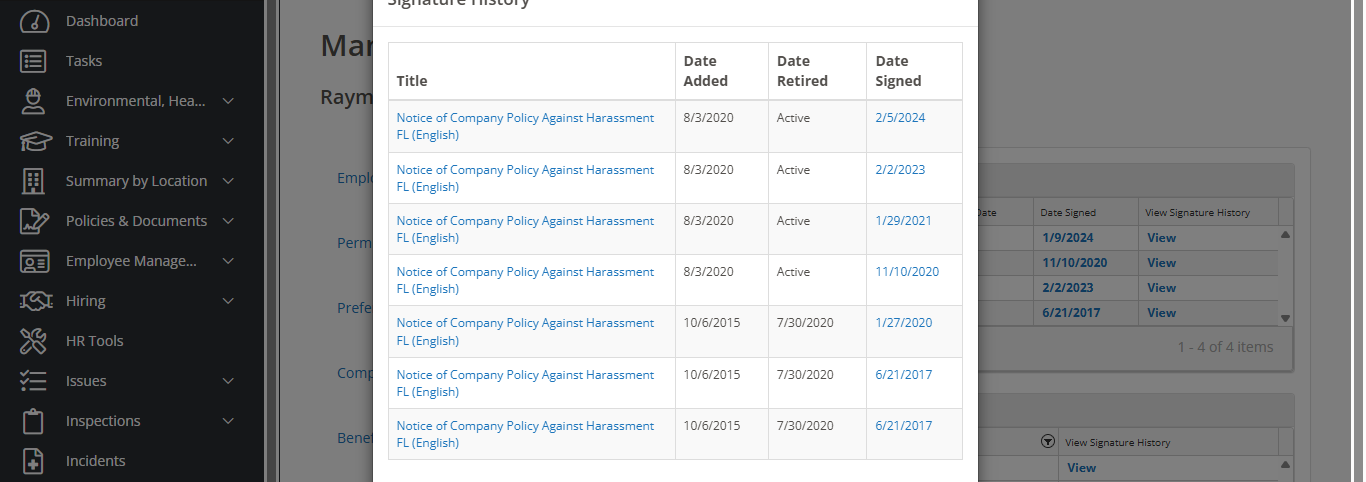 Signature History
Dashboard
Tasks
Environmental, Hea...
Training
Summary by Location
Policies & Documents
Employee Manage...
Hiring
HR Tools
Issues
Inspections
Incidents
Mar
Raym
Emplo
Perm
Prefe
Comp
Benef
Title
Date Added
Date Retired
Date Signed
Notice of Company Policy Against Harassment
FL (English)
8/3/2020
Active
2/5/2024
Notice of Company Policy Against Harassment
FL (English)
8/3/2020
Active
2/2/2023
Notice of Company Policy Against Harassment
FL (English)
8/3/2020
Active
1/29/2021
Notice of Company Policy Against Harassment
FL (English)
8/3/2020
Active
11/10/2020
Notice of Company Policy Against Harassment
FL (English)
10/6/2015
7/30/2020
1/27/2020
Notice of Company Policy Against Harassment
FL (English)
10/6/2015
7/30/2020
6/21/2017
Notice of Company Policy Against Harassment
FL (English)
10/6/2015
7/30/2020
6/21/2017
Date
Date Signed
View Signature History
1/9/2024
View
11/10/2020
View
2/2/2023
View
6/21/2017
View
1 - 4 of 4 items
View Signature History
View